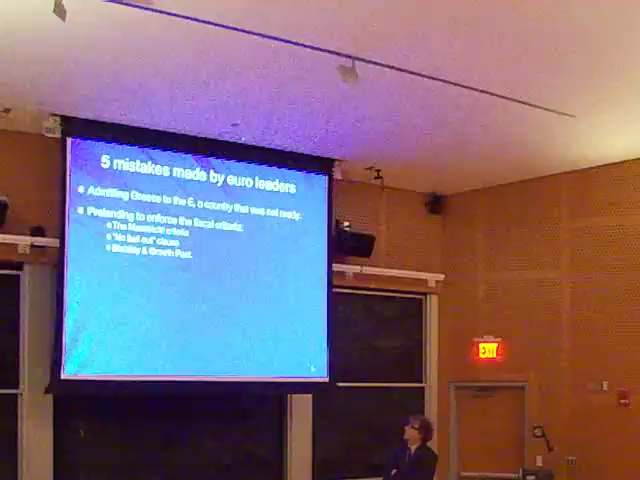 5 mistakes made by euro leaders
Admitting Greece to the €, a country that was not ready.
Pretending to enforce the fiscal criteria:
The Maastricht criteria
"No bail out" clause
Stability & Growth Pact.